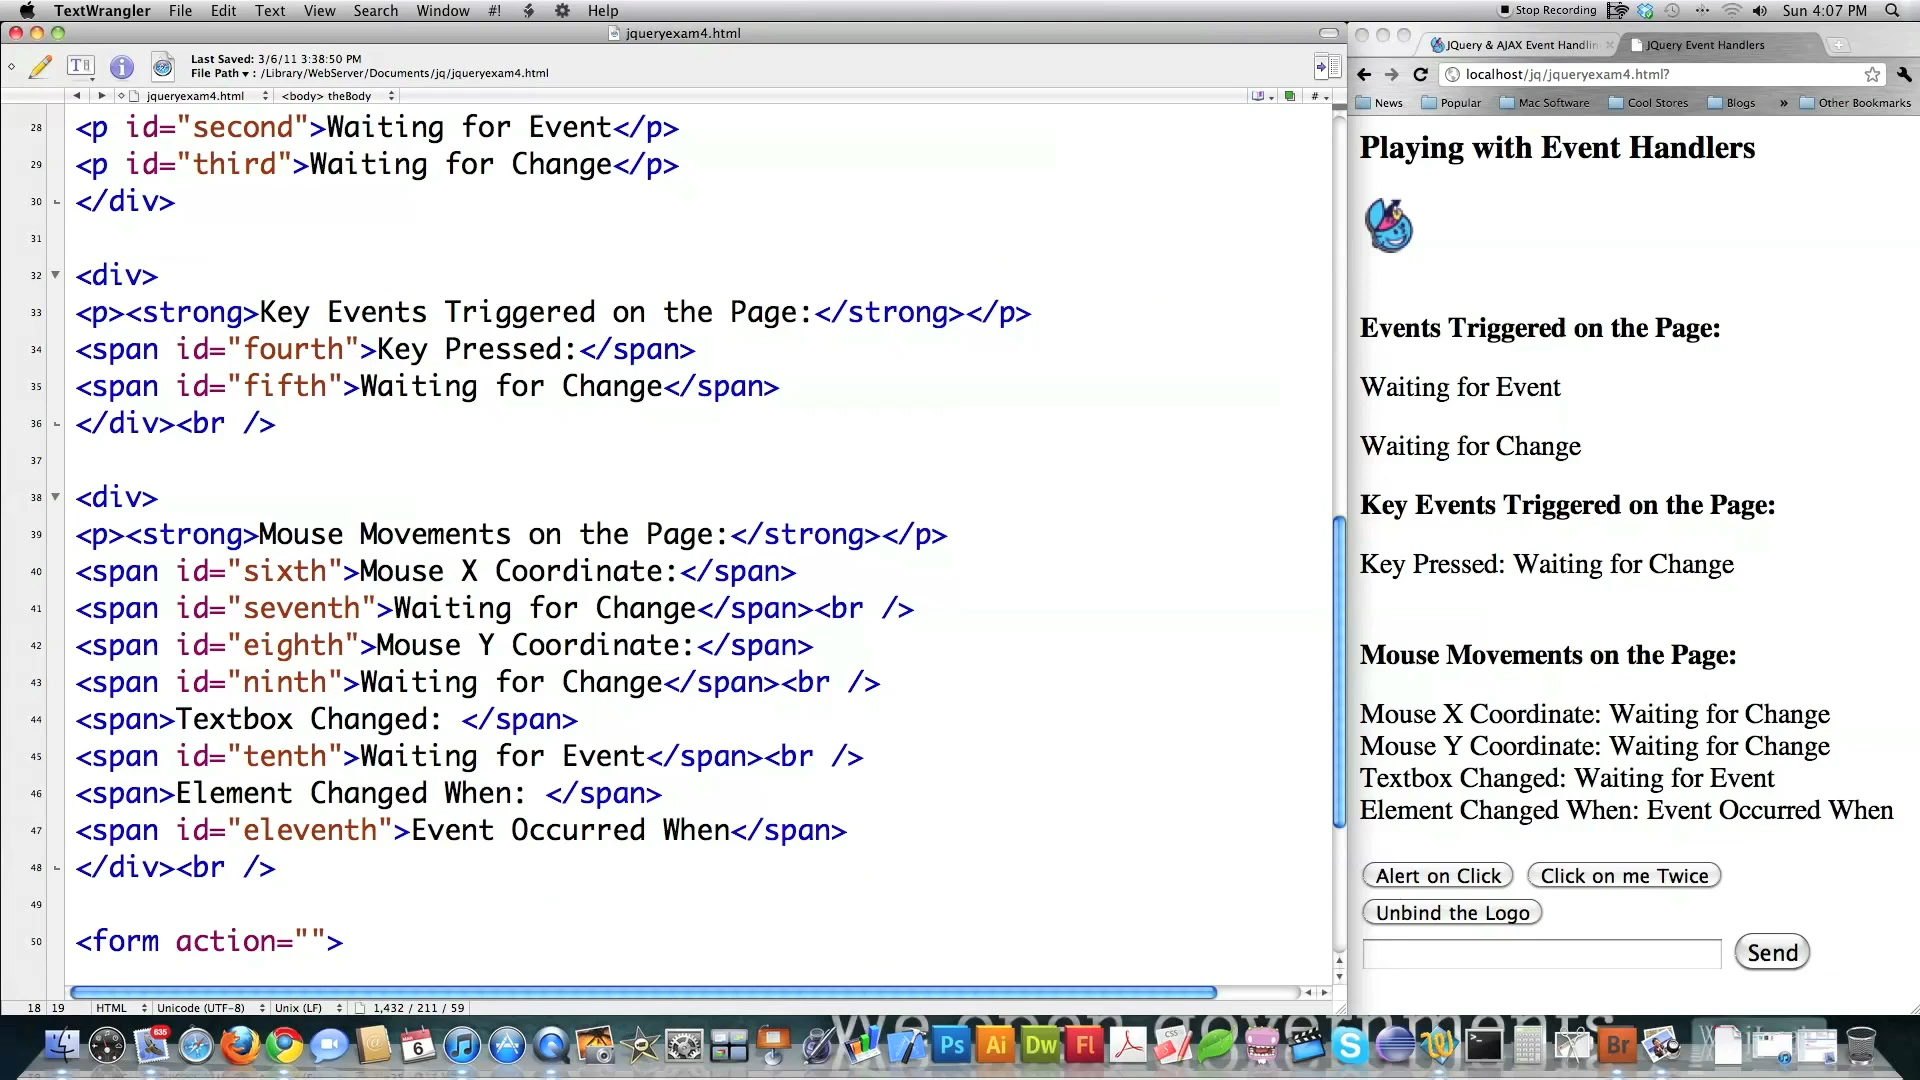 TextWrangler File Edit Text View Search Window #! Help
Stop Recording Sun 4:07 PM
jqueryexam4.html
Last Saved: 3/6/11 3:38:50 PM
File Path ▾ : /Library/WebServer/Documents/jq/jqueryexam4.html
jqueryexam4.html <body> theBody
28 <p id="second">Waiting for Event</p>
29 <p id="third">Waiting for Change</p>
30 </div>
31
32 <div>
33 <p><strong>Key Events Triggered on the Page:</strong></p>
34 <span id="fourth">Key Pressed:</span>
35 <span id="fifth">Waiting for Change</span>
36 </div><br />
37
38 <div>
39 <p><strong>Mouse Movements on the Page:</strong></p>
40 <span id="sixth">Mouse X Coordinate:</span>
41 <span id="seventh">Waiting for Change</span><br />
42 <span id="eighth">Mouse Y Coordinate:</span>
43 <span id="ninth">Waiting for Change</span><br />
44 <span>Textbox Changed: </span>
45 <span id="tenth">Waiting for Event</span><br />
46 <span>Element Changed When: </span>
47 <span id="eleventh">Event Occurred When</span>
48 </div><br />
49
50 <form action="">
18 19 HTML Unicode (UTF-8) Unix (LF) 1,432 / 211 / 59
JQuery & AJAX Event Handlin JQuery Event Handlers
localhost/jq/jqueryexam4.html?
News Popular Mac Software Cool Stores Blogs » Other Bookmarks
Playing with Event Handlers
Events Triggered on the Page:
Waiting for Event
Waiting for Change
Key Events Triggered on the Page:
Key Pressed: Waiting for Change
Mouse Movements on the Page:
Mouse X Coordinate: Waiting for Change
Mouse Y Coordinate: Waiting for Change
Textbox Changed: Waiting for Event
Element Changed When: Event Occurred When
Alert on Click Click on me Twice
Unbind the Logo
Send
We open governments
635 6 Ps Ai Dw Fl CSS Br